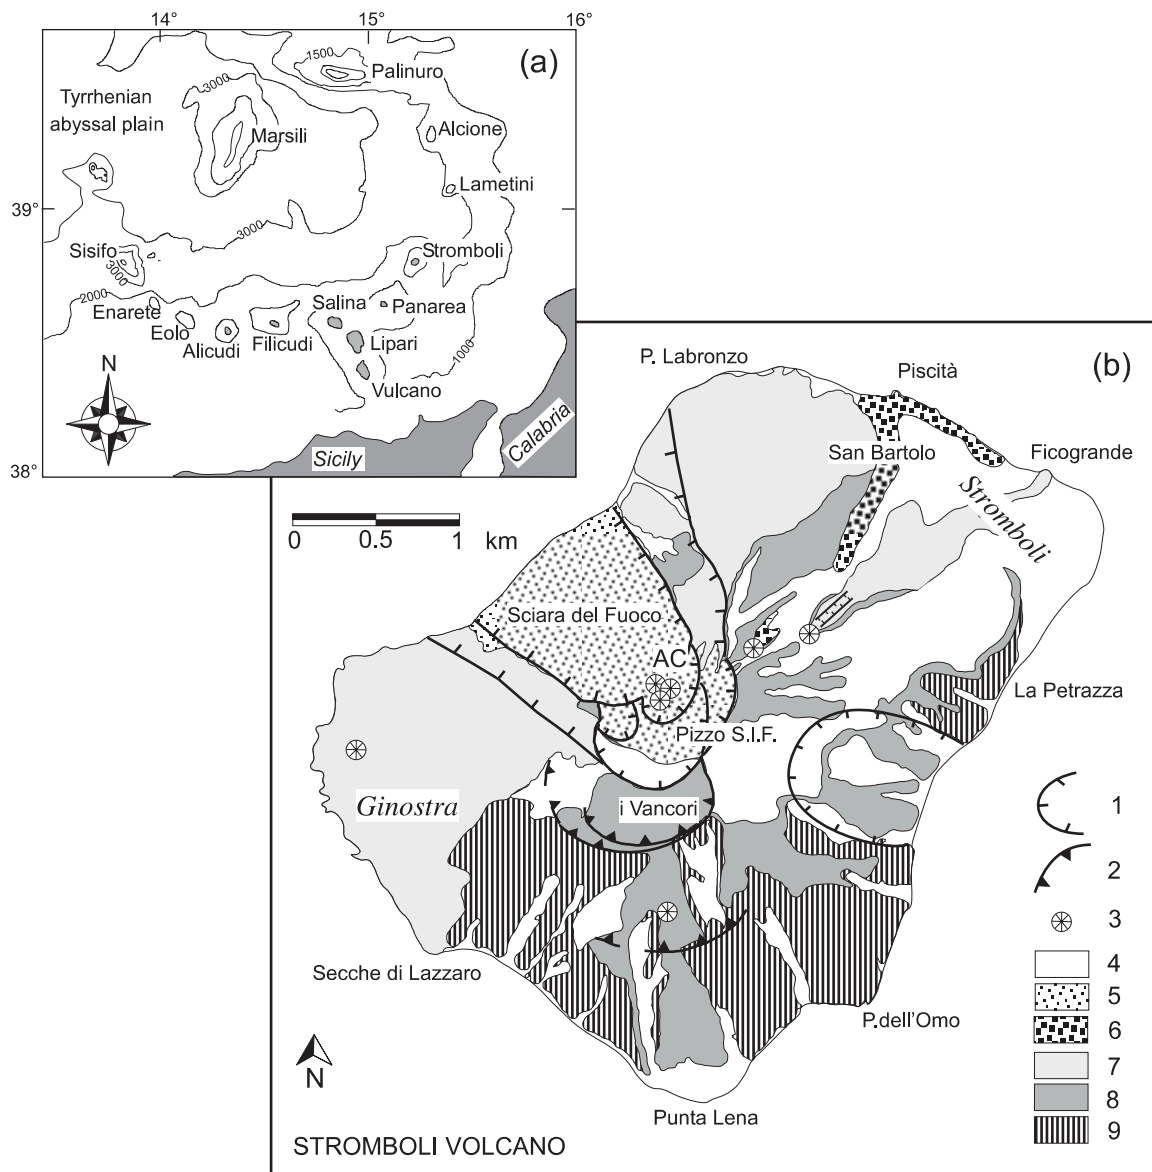 14°
15°
16°
(a)
1500
Palinuro
3000
Tyrrhenian
abyssal plain
Marsili
Alcione
Lametini
39°
3000
Sisifo
3000
Stromboli
2000
Enarete
Salina
Panarea
Eolo
Alicudi
Filicudi
Lipari
1000
Vulcano
N
Calabria
Sicily
38°
(b)
P. Labronzo
Piscità
San Bartolo
Ficogrande
Stromboli
0 0.5 1 km
Sciara del Fuoco
AC
La Petrazza
Pizzo S.I.F.
Ginostra
i Vancori
1
2
3
4
5
6
7
8
9
Secche di Lazzaro
P.dell'Omo
N
Punta Lena
STROMBOLI VOLCANO